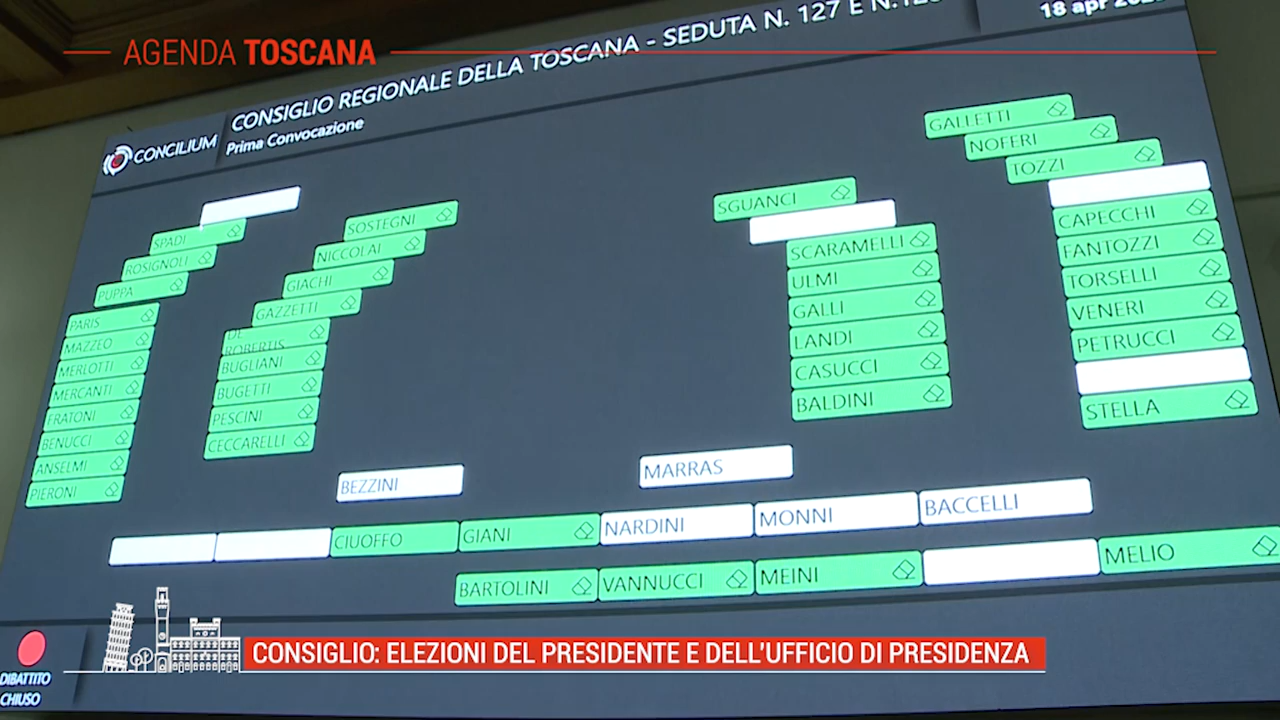 AGENDA TOSCANA
CONSIGLIO REGIONALE DELLA TOSCANA - SEDUTA N. 127 E
18 apr
CONCILIUM
Prima Convocazione
SPADI
ROSIGNOLI
PUPPA
PARIS
MAZZEO
MERLOTTI
MERCANTI
FRATONI
BENUCCI
ANSELMI
PIERONI
SOSTEGNI
NICCOLAI
GIACHI
GAZZETTI
DE
ROBERTIS
BUGLIANI
BUGETTI
PESCINI
CECCARELLI
SGUANCI
SCARAMELLI
ULMI
GALLI
LANDI
CASUCCI
BALDINI
GALLETTI
NOFERI
TOZZI
CAPECCHI
FANTOZZI
TORSELLI
VENERI
PETRUCCI
STELLA
BEZZINI
MARRAS
CIUOFFO
GIANI
NARDINI
MONNI
BACCELLI
BARTOLINI
VANNUCCI
MEINI
MELIO
DIBATTITO
CHIUSO
CONSIGLIO: ELEZIONI DEL PRESIDENTE E DELL'UFFICIO DI PRESIDENZA